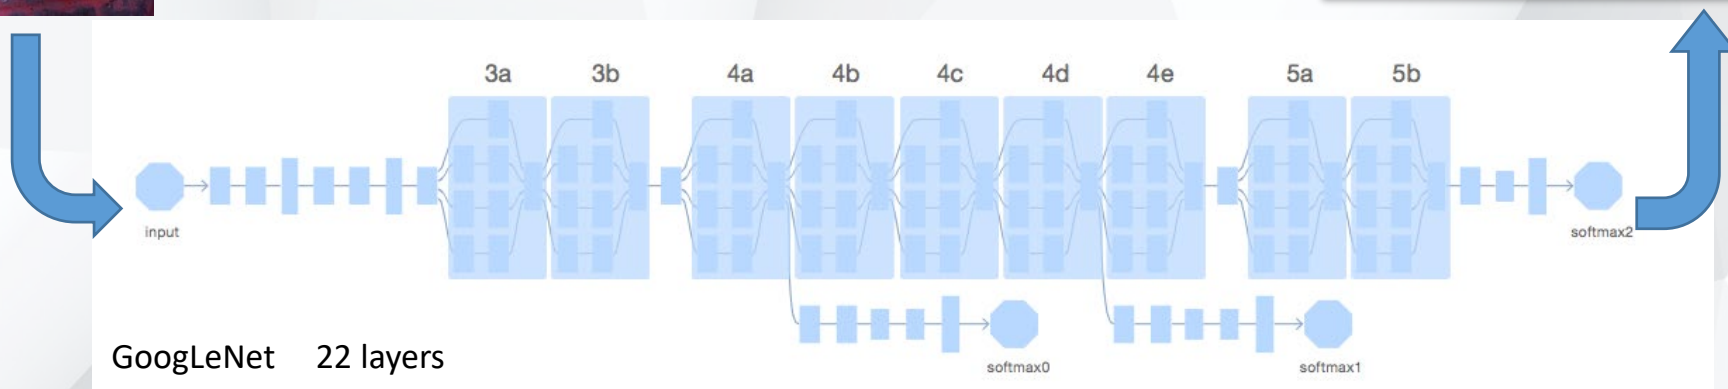 3a 3b 4a 4b 4c 4d 4e 5a 5b
input
softmax2
softmax0
softmax1
GoogLeNet 22 layers